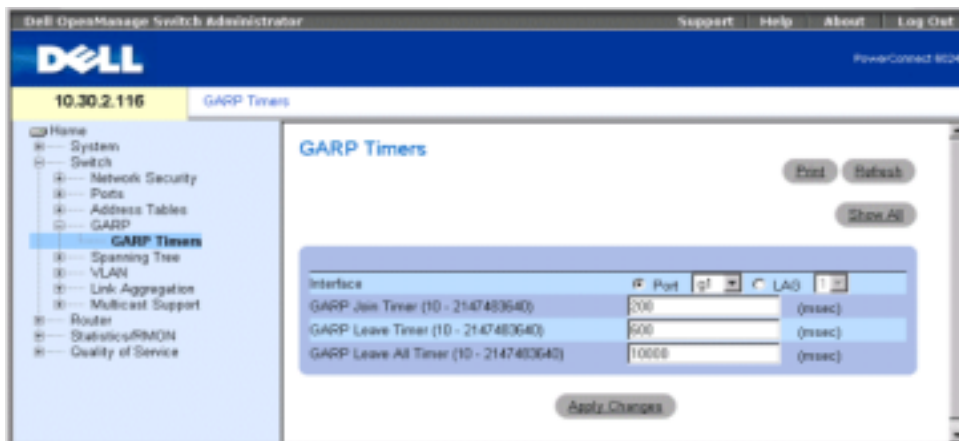 Dell OpenManage Switch Administrator Support Help About Log Out
DELL
PowerConnect 6024
10.30.2.116 GARP Timers
Home
System
Switch
Network Security
Ports
Address Tables
GARP
GARP Timers
Spanning Tree
VLAN
Link Aggregation
Multicast Support
Router
Statistics/RMON
Quality of Service
GARP Timers
Print Refresh
Show All
Interface Port g1 LAG 1
GARP Join Timer (10 - 2147483640) 200 (msec)
GARP Leave Timer (10 - 2147483640) 600 (msec)
GARP Leave All Timer (10 - 2147483640) 10000 (msec)
Apply Changes